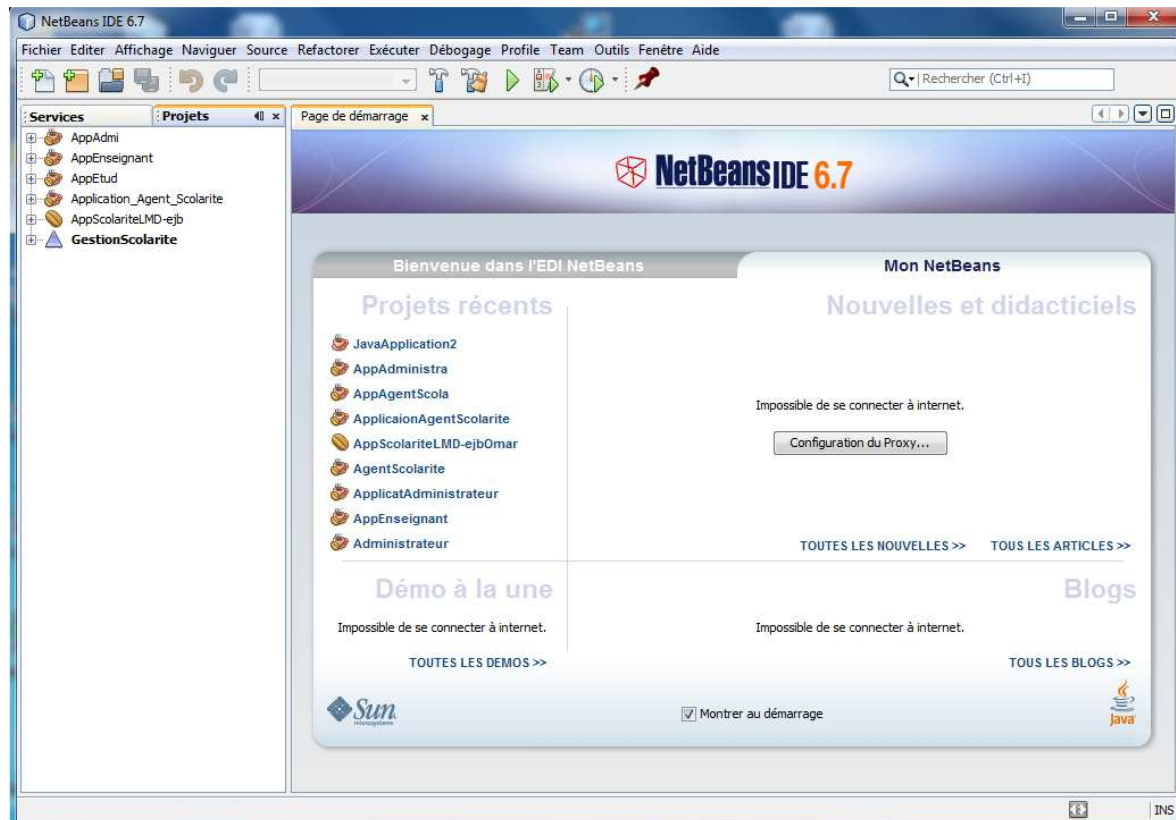 NetBeans IDE 6.7
Fichier Editer Affichage Naviguer Source Refactorer Exécuter Débogage Profile Team Outils Fenêtre Aide
Rechercher (Ctrl+I)
Services Projets
Page de démarrage
AppAdmi
AppEnseignant
AppEtud
Application_Agent_Scolarite
AppScolariteLMD-ejb
GestionScolarite
NetBeans IDE 6.7
Bienvenue dans l'EDI NetBeans
Mon NetBeans
Projets récents
JavaApplication2
AppAdministra
AppAgentScola
ApplicaionAgentScolarite
AppScolariteLMD-ejbOmar
AgentScolarite
ApplicatAdministrateur
AppEnseignant
Administrateur
Nouvelles et didacticiels
Impossible de se connecter à internet.
Configuration du Proxy...
TOUTES LES NOUVELLES >> TOUS LES ARTICLES >>
Démo à la une
Impossible de se connecter à internet.
TOUTES LES DEMOS >>
Blogs
Impossible de se connecter à internet.
TOUS LES BLOGS >>
Sun
microsystems
Montrer au démarrage
Java
INS